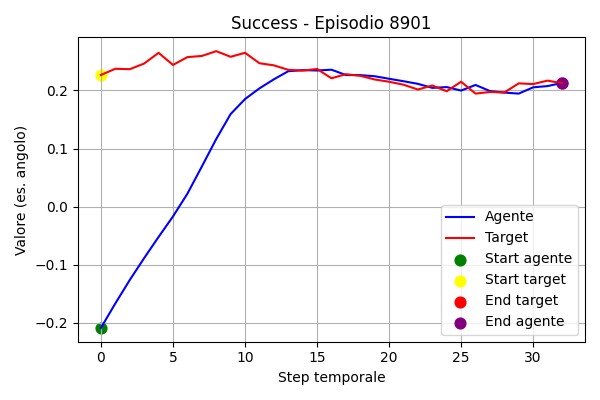 Success - Episodio 8901
Valore (es. angolo)
0.2
0.1
0.0
−0.1
−0.2
0 5 10 15 20 25 30
Step temporale
Agente
Target
Start agente
Start target
End target
End agente